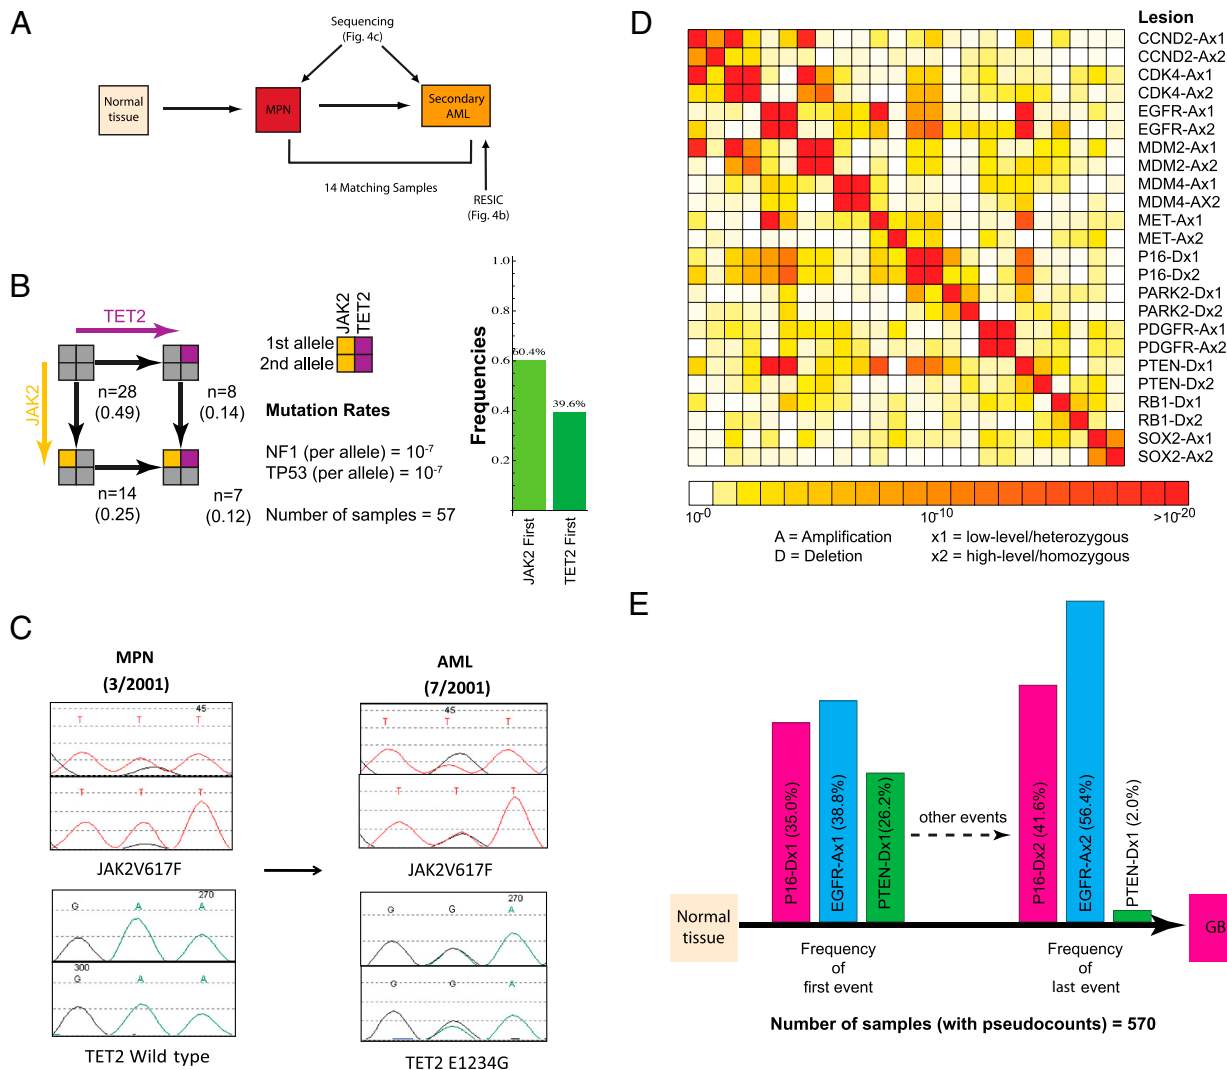 A
Sequencing
(Fig. 4c)
Normal
tissue
MPN
Secondary
AML
14 Matching Samples
RESIC
(Fig. 4b)
B
TET2
JAK2
n=28
(0.49)
n=8
(0.14)
n=14
(0.25)
n=7
(0.12)
JAK2
TET2
1st allele
2nd allele
Mutation Rates
NF1 (per allele) = 10-7
TP53 (per allele) = 10-7
Number of samples = 57
Frequencies
1.0
0.8
0.6
0.4
0.2
60.4%
39.6%
JAK2 First
TET2 First
C
MPN
(3/2001)
AML
(7/2001)
45
T T T
T T T
JAK2V617F
45
T T T
T T T
JAK2V617F
270
G A A
300
G A A
TET2 Wild type
270
G G A
G G A
TET2 E1234G
D
Lesion
CCND2-Ax1
CCND2-Ax2
CDK4-Ax1
CDK4-Ax2
EGFR-Ax1
EGFR-Ax2
MDM2-Ax1
MDM2-Ax2
MDM4-Ax1
MDM4-AX2
MET-Ax1
MET-Ax2
P16-Dx1
P16-Dx2
PARK2-Dx1
PARK2-Dx2
PDGFR-Ax1
PDGFR-Ax2
PTEN-Dx1
PTEN-Dx2
RB1-Dx1
RB1-Dx2
SOX2-Ax1
SOX2-Ax2
10-0
10-10
>10-20
A = Amplification
x1 = low-level/heterozygous
D = Deletion
x2 = high-level/homozygous
E
P16-Dx1 (35.0%)
EGFR-Ax1 (38.8%)
PTEN-Dx1(26.2%)
other events
P16-Dx2 (41.6%)
EGFR-Ax2 (56.4%)
PTEN-Dx1 (2.0%)
Normal
tissue
GB
Frequency
of
first event
Frequency
of
last event
Number of samples (with pseudocounts) = 570